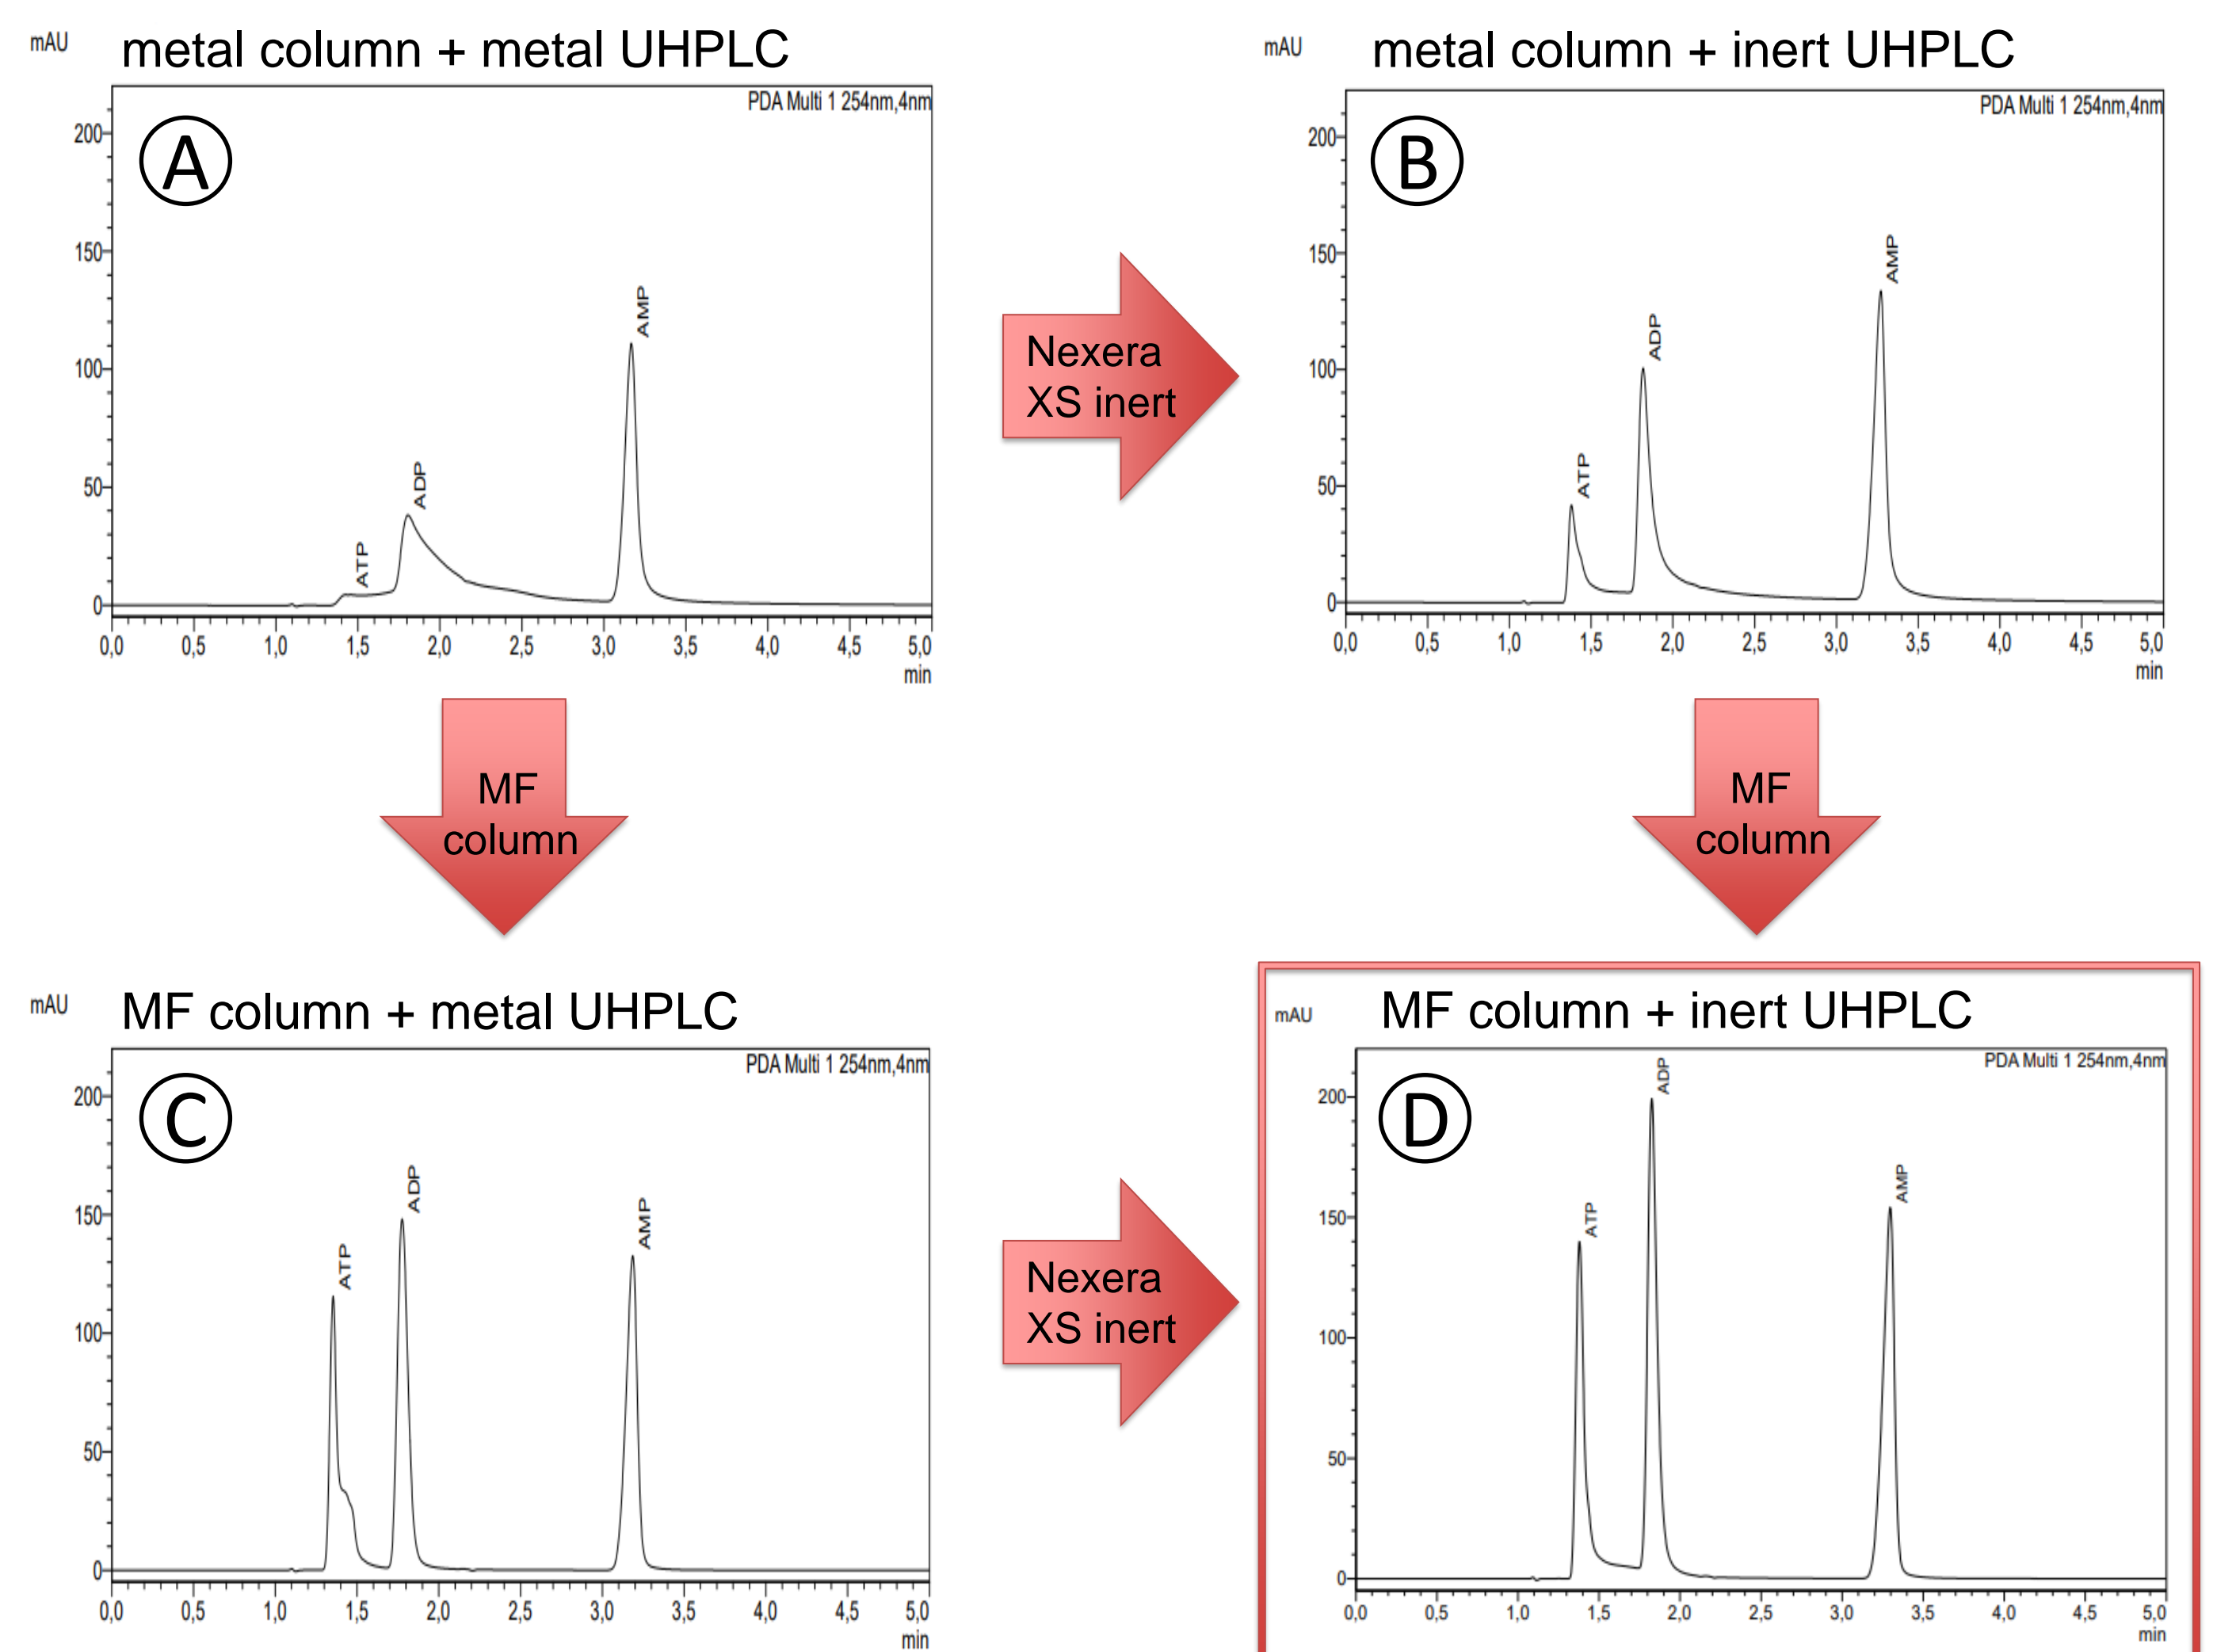 mAU
metal column + metal UHPLC
PDA Multi 1 254nm,4nm
A
200
150
100
50
0
ATP
ADP
AMP
0,0 0,5 1,0 1,5 2,0 2,5 3,0 3,5 4,0 4,5 5,0
min
Nexera
XS inert
mAU
metal column + inert UHPLC
PDA Multi 1 254nm,4nm
B
200
150
100
50
0
ATP
ADP
AMP
0,0 0,5 1,0 1,5 2,0 2,5 3,0 3,5 4,0 4,5 5,0
min
MF
column
MF
column
mAU
MF column + metal UHPLC
PDA Multi 1 254nm,4nm
C
200
150
100
50
0
ATP
ADP
AMP
0,0 0,5 1,0 1,5 2,0 2,5 3,0 3,5 4,0 4,5 5,0
min
Nexera
XS inert
mAU
MF column + inert UHPLC
PDA Multi 1 254nm,4nm
D
200
150
100
50
0
ATP
ADP
AMP
0,0 0,5 1,0 1,5 2,0 2,5 3,0 3,5 4,0 4,5 5,0
min